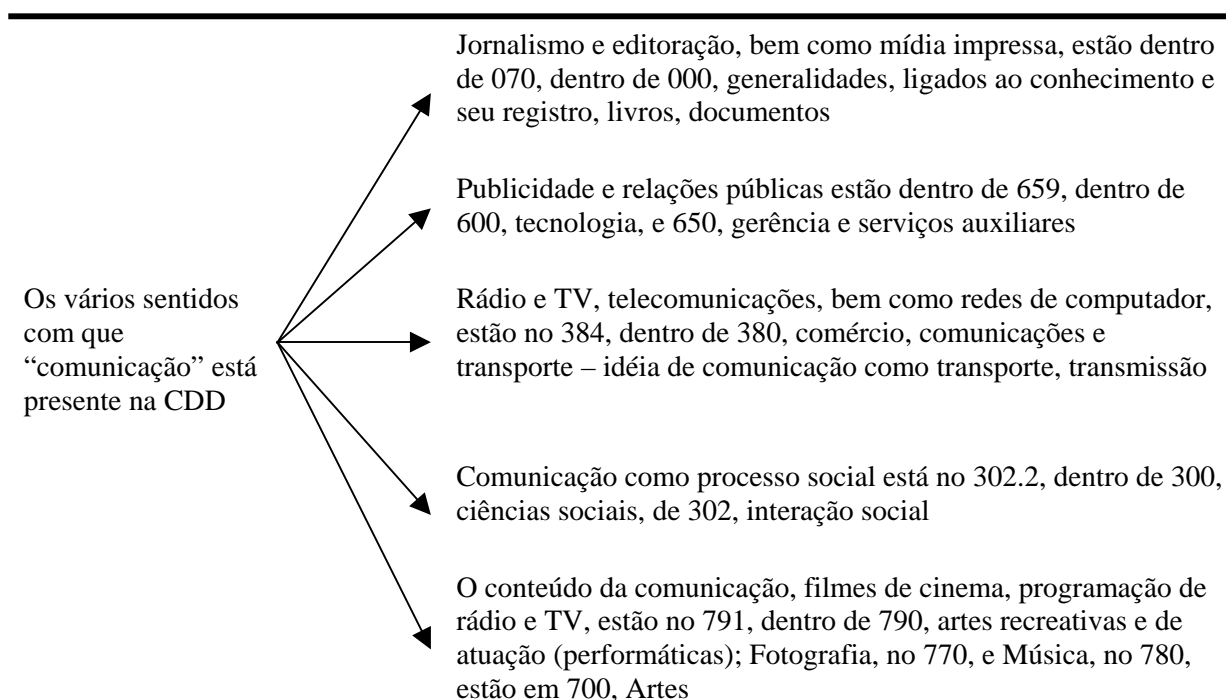 Jornalismo e editoração, bem como mídia impressa, estão dentro
de 070, dentro de 000, generalidades, ligados ao conhecimento e
seu registro, livros, documentos
Publicidade e relações públicas estão dentro de 659, dentro de
600, tecnologia, e 650, gerência e serviços auxiliares
Os vários sentidos
com que
“comunicação” está
presente na CDD
Rádio e TV, telecomunicações, bem como redes de computador,
estão no 384, dentro de 380, comércio, comunicações e
transporte – idéia de comunicação como transporte, transmissão
Comunicação como processo social está no 302.2, dentro de 300,
ciências sociais, de 302, interação social
O conteúdo da comunicação, filmes de cinema, programação de
rádio e TV, estão no 791, dentro de 790, artes recreativas e de
atuação (performáticas); Fotografia, no 770, e Música, no 780,
estão em 700, Artes